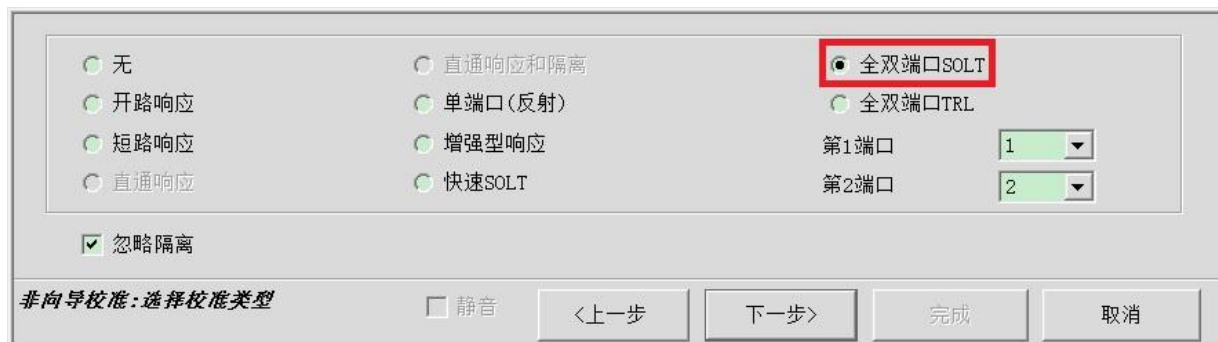 无 直通响应和隔离 全双端口SOLT
开路响应 单端口(反射) 全双端口TRL
短路响应 增强型响应 第1端口 1
直通响应 快速SOLT 第2端口 2
忽略隔离
非向导校准:选择校准类型 静音 <上一步 下一步> 完成 取消